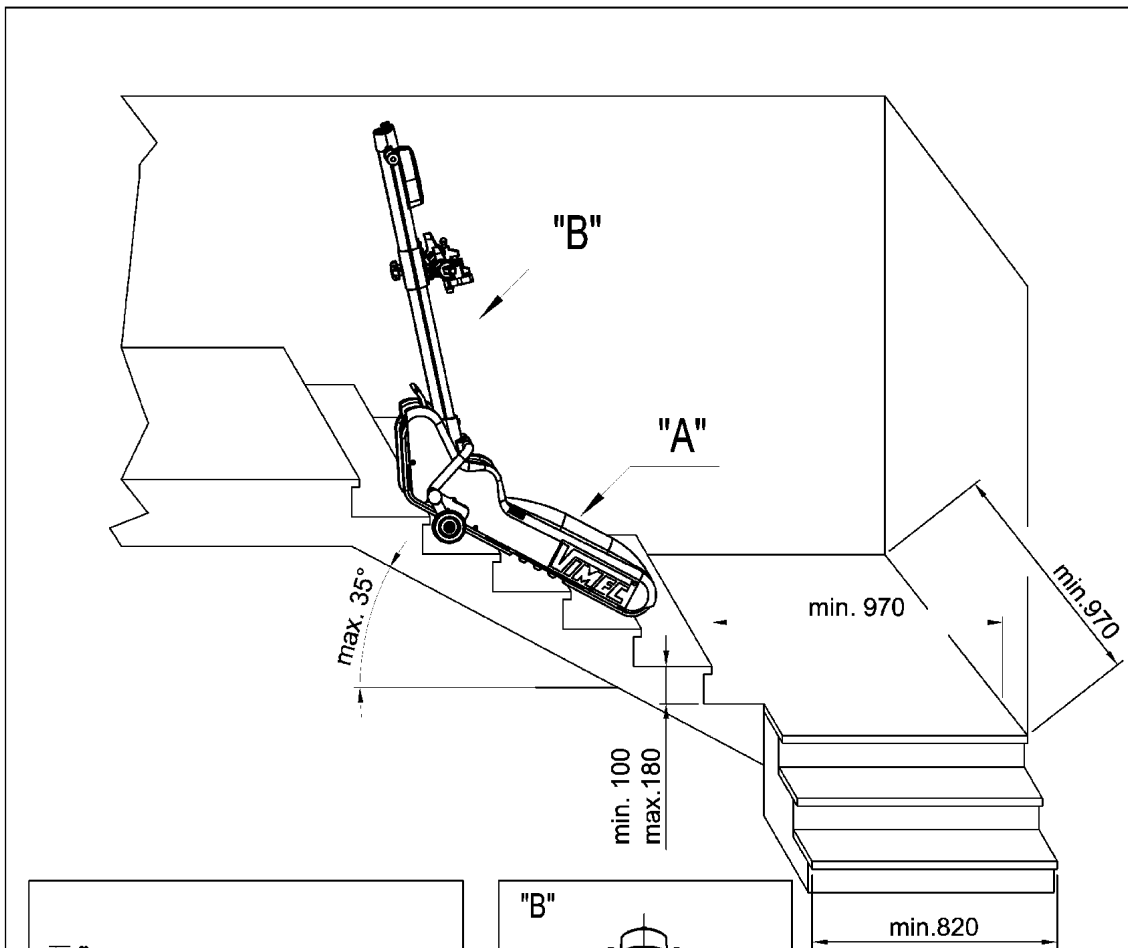 "B"
"A"
VIMEC
max. 35°
min. 970
min.970
min. 100
max.180
"B"
min.820